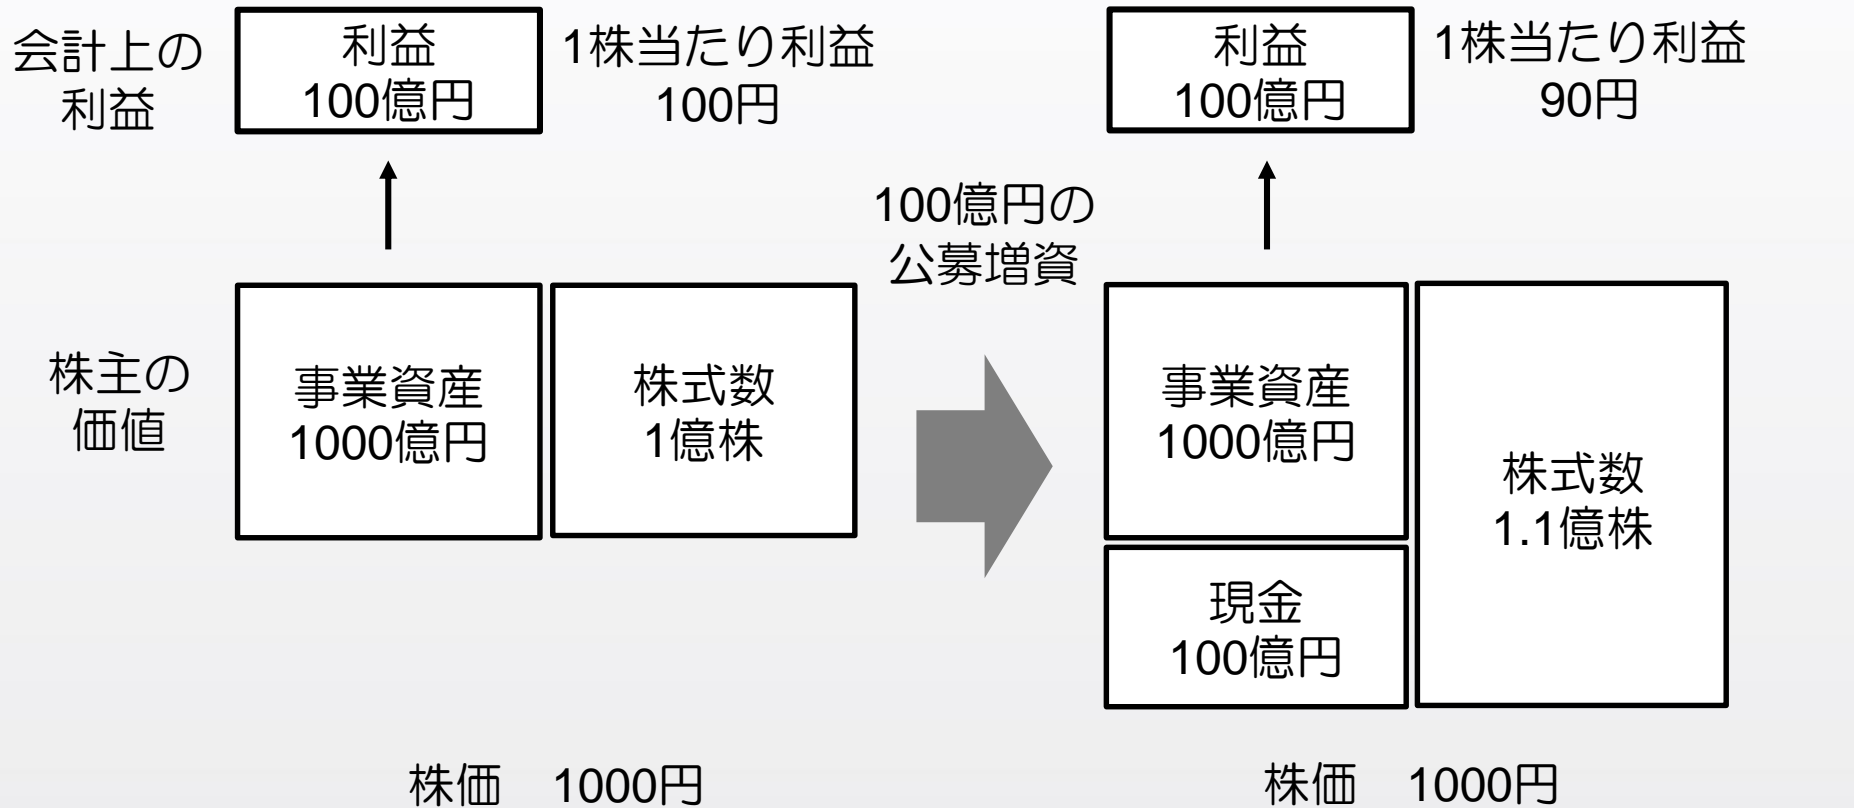 会計上の
利益
利益
100億円
1株当たり利益
100円
利益
100億円
1株当たり利益
90円
100億円の
公募増資
株主の
価値
事業資産
1000億円
株式数
1億株
事業資産
1000億円
現金
100億円
株式数
1.1億株
株価　1000円
株価　1000円